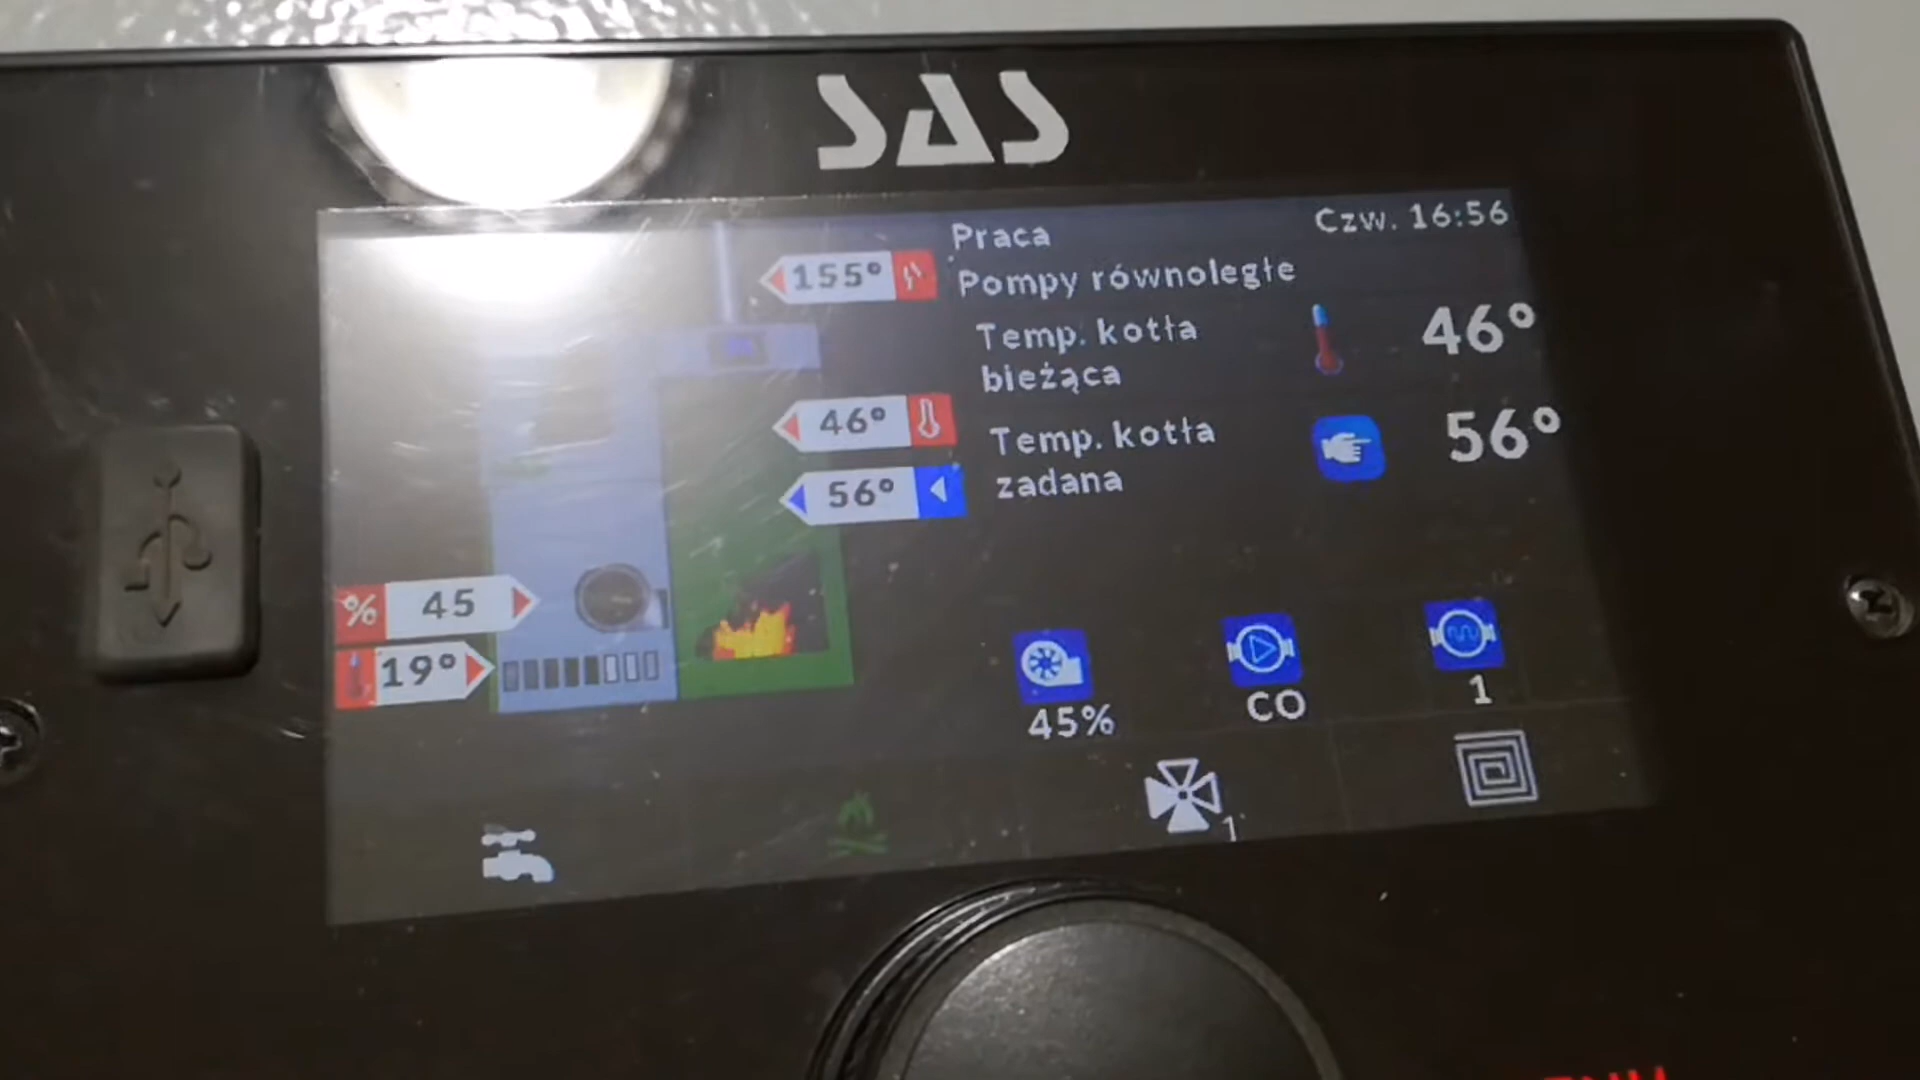 SAS
Praca
Czw. 16:56
155°
Pompy równoległe
Temp. kotła
bieżąca
46°
46°
Temp. kotła
zadana
56°
56°
% 45
19°
45%
CO
1
1